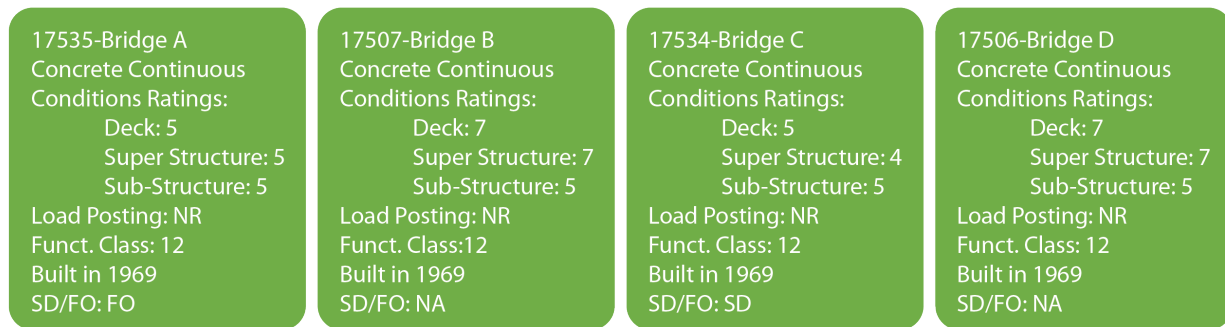 17535-Bridge A
Concrete Continuous
Conditions Ratings:
Deck: 5
Super Structure: 5
Sub-Structure: 5
Load Posting: NR
Funct. Class: 12
Built in 1969
SD/FO: FO
17507-Bridge B
Concrete Continuous
Conditions Ratings:
Deck: 7
Super Structure: 7
Sub-Structure: 5
Load Posting: NR
Funct. Class:12
Built in 1969
SD/FO: NA
17534-Bridge C
Concrete Continuous
Conditions Ratings:
Deck: 5
Super Structure: 4
Sub-Structure: 5
Load Posting: NR
Funct. Class: 12
Built in 1969
SD/FO: SD
17506-Bridge D
Concrete Continuous
Conditions Ratings:
Deck: 7
Super Structure: 7
Sub-Structure: 5
Load Posting: NR
Funct. Class: 12
Built in 1969
SD/FO: NA